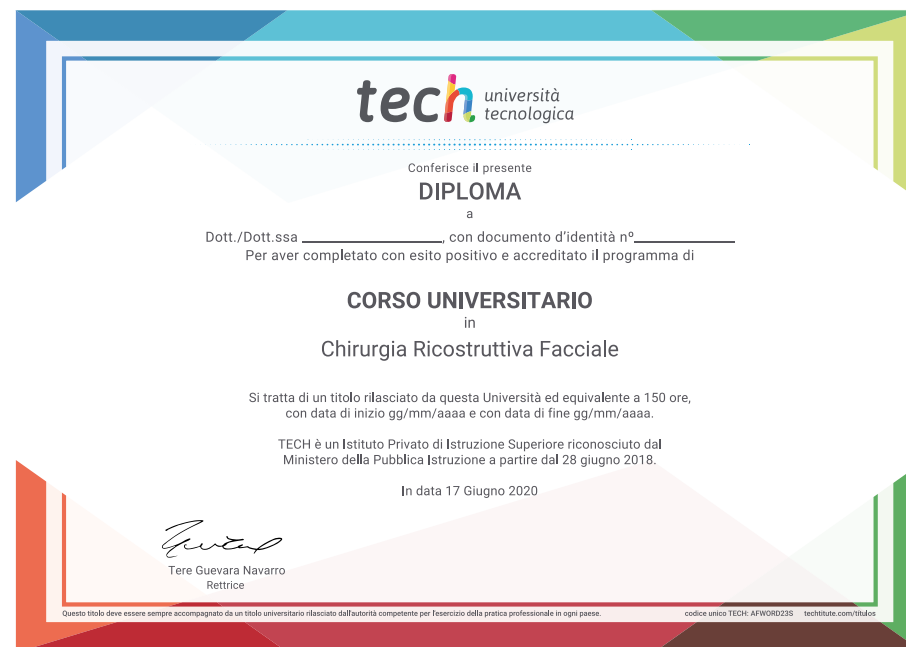 tech università
tecnologica
Conferisce il presente
DIPLOMA
a
Dott./Dott.ssa ________________, con documento d'identità nº____________
Per aver completato con esito positivo e accreditato il programma di
CORSO UNIVERSITARIO
in
Chirurgia Ricostruttiva Facciale
Si tratta di un titolo rilasciato da questa Università ed equivalente a 150 ore,
con data di inizio gg/mm/aaaa e con data di fine gg/mm/aaaa.
TECH è un Istituto Privato di Istruzione Superiore riconosciuto dal
Ministero della Pubblica Istruzione a partire dal 28 giugno 2018.
In data 17 Giugno 2020
Tere Guevara Navarro
Rettrice
Questo titolo deve essere sempre accompagnato da un titolo universitario rilasciato dall'autorità competente per l'esercizio della pratica professionale in ogni paese. codice unico TECH: AFWORD23S techtitute.com/títulos